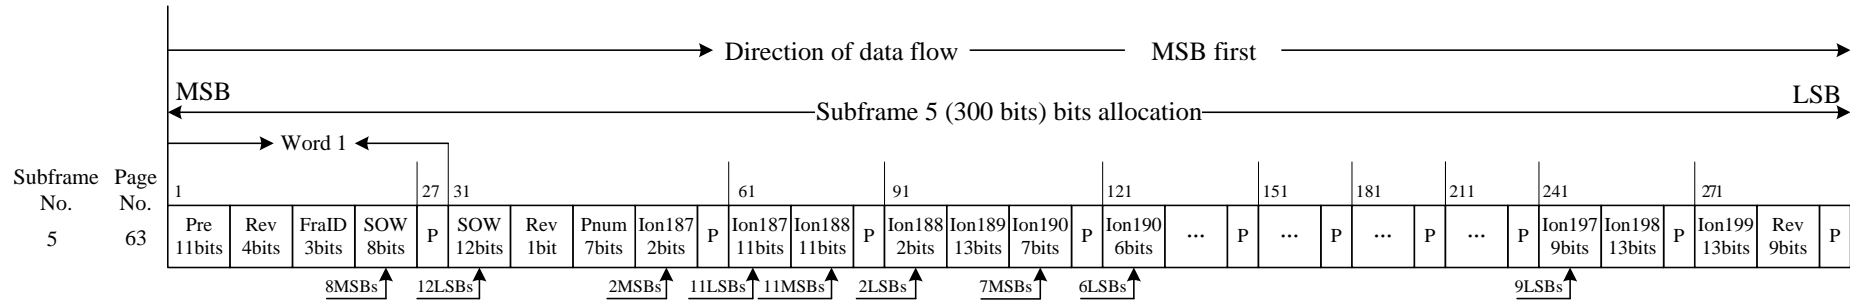 Direction of data flow MSB first
MSB LSB
Subframe 5 (300 bits) bits allocation
Word 1
Subframe No. Page No.
1 27 31 61 91 121 151 181 211 241 271
5 63
Pre 11bits
Rev 4bits
FraID 3bits
SOW 8bits
P
SOW 12bits
Rev 1bit
Pnum 7bits
Ion187 2bits
P
Ion187 11bits
Ion188 11bits
P
Ion188 2bits
Ion189 13bits
Ion190 7bits
P
Ion190 6bits
...
P
...
P
...
P
...
P
Ion197 9bits
Ion198 13bits
P
Ion199 13bits
Rev 9bits
P
8MSBs 12LSBs 2MSBs 11LSBs 11MSBs 2LSBs 7MSBs 6LSBs 9LSBs